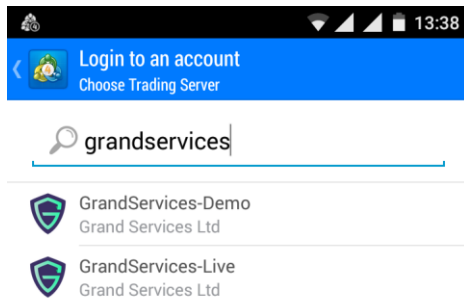 13:38
Login to an account
Choose Trading Server
grandservices
GrandServices-Demo
Grand Services Ltd
GrandServices-Live
Grand Services Ltd